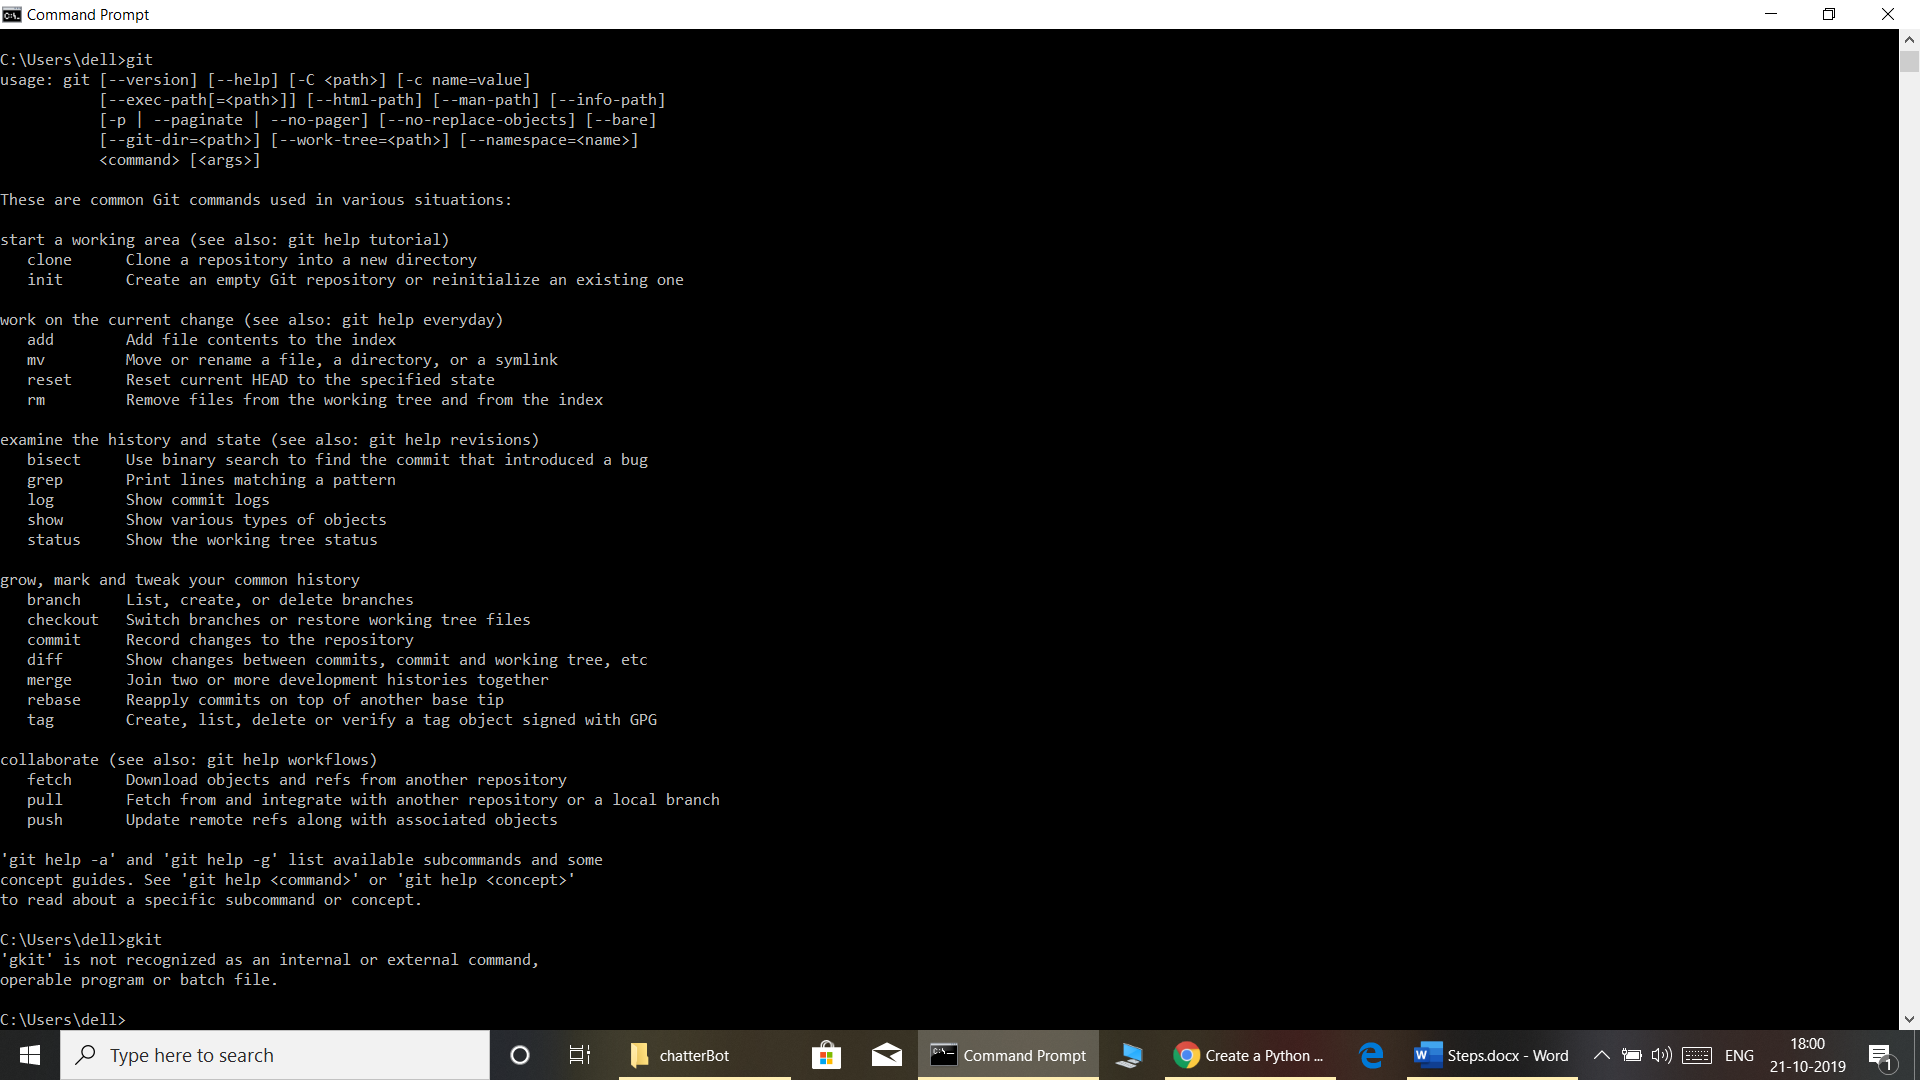 Command Prompt
C:\Users\dell>git
usage: git [--version] [--help] [-C <path>] [-c name=value]
           [--exec-path[=<path>]] [--html-path] [--man-path] [--info-path]
           [-p | --paginate | --no-pager] [--no-replace-objects] [--bare]
           [--git-dir=<path>] [--work-tree=<path>] [--namespace=<name>]
           <command> [<args>]

These are common Git commands used in various situations:

start a working area (see also: git help tutorial)
   clone      Clone a repository into a new directory
   init       Create an empty Git repository or reinitialize an existing one

work on the current change (see also: git help everyday)
   add        Add file contents to the index
   mv         Move or rename a file, a directory, or a symlink
   reset      Reset current HEAD to the specified state
   rm         Remove files from the working tree and from the index

examine the history and state (see also: git help revisions)
   bisect     Use binary search to find the commit that introduced a bug
   grep       Print lines matching a pattern
   log        Show commit logs
   show       Show various types of objects
   status     Show the working tree status

grow, mark and tweak your common history
   branch     List, create, or delete branches
   checkout   Switch branches or restore working tree files
   commit     Record changes to the repository
   diff       Show changes between commits, commit and working tree, etc
   merge      Join two or more development histories together
   rebase     Reapply commits on top of another base tip
   tag        Create, list, delete or verify a tag object signed with GPG

collaborate (see also: git help workflows)
   fetch      Download objects and refs from another repository
   pull       Fetch from and integrate with another repository or a local branch
   push       Update remote refs along with associated objects

'git help -a' and 'git help -g' list available subcommands and some
concept guides. See 'git help <command>' or 'git help <concept>'
to read about a specific subcommand or concept.

C:\Users\dell>gkit
'gkit' is not recognized as an internal or external command,
operable program or batch file.

C:\Users\dell>
Type here to search
chatterBot
Command Prompt
Create a Python ...
Steps.docx - Word
ENG
18:00
21-10-2019
1